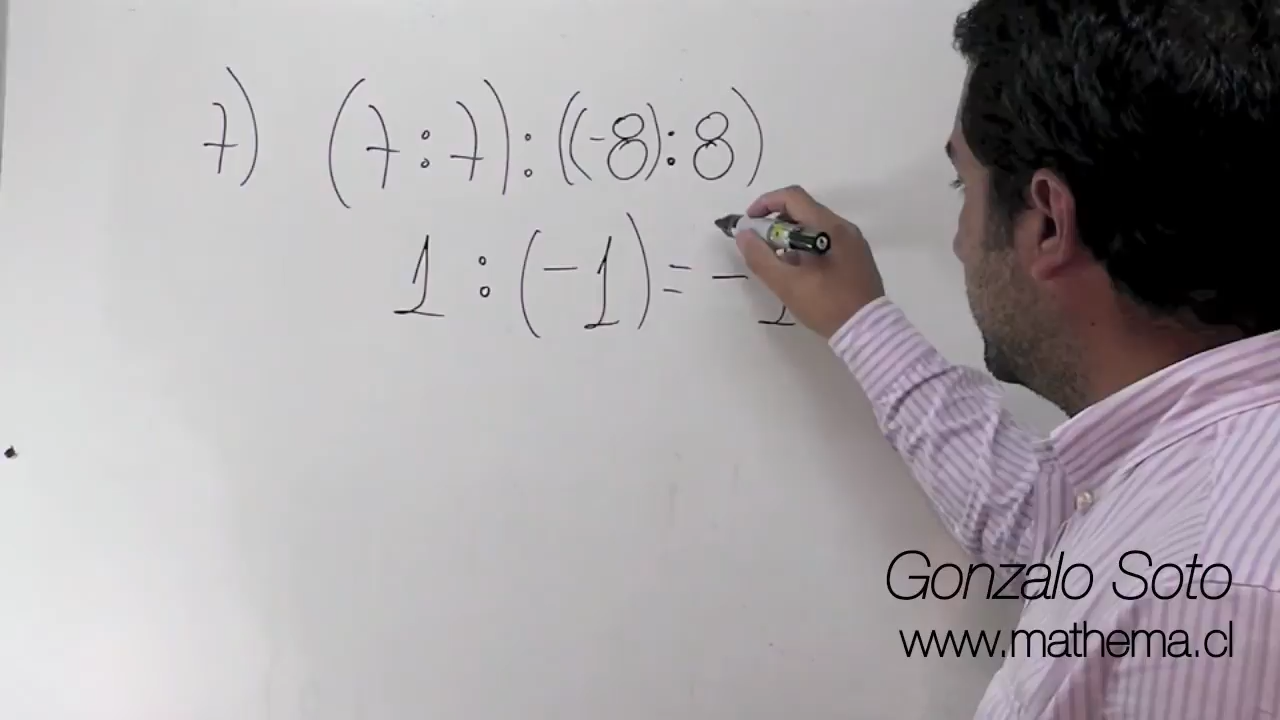 7) (7:7):((-8):8)
1 : (-1) = -1
Gonzalo Soto
www.mathema.cl